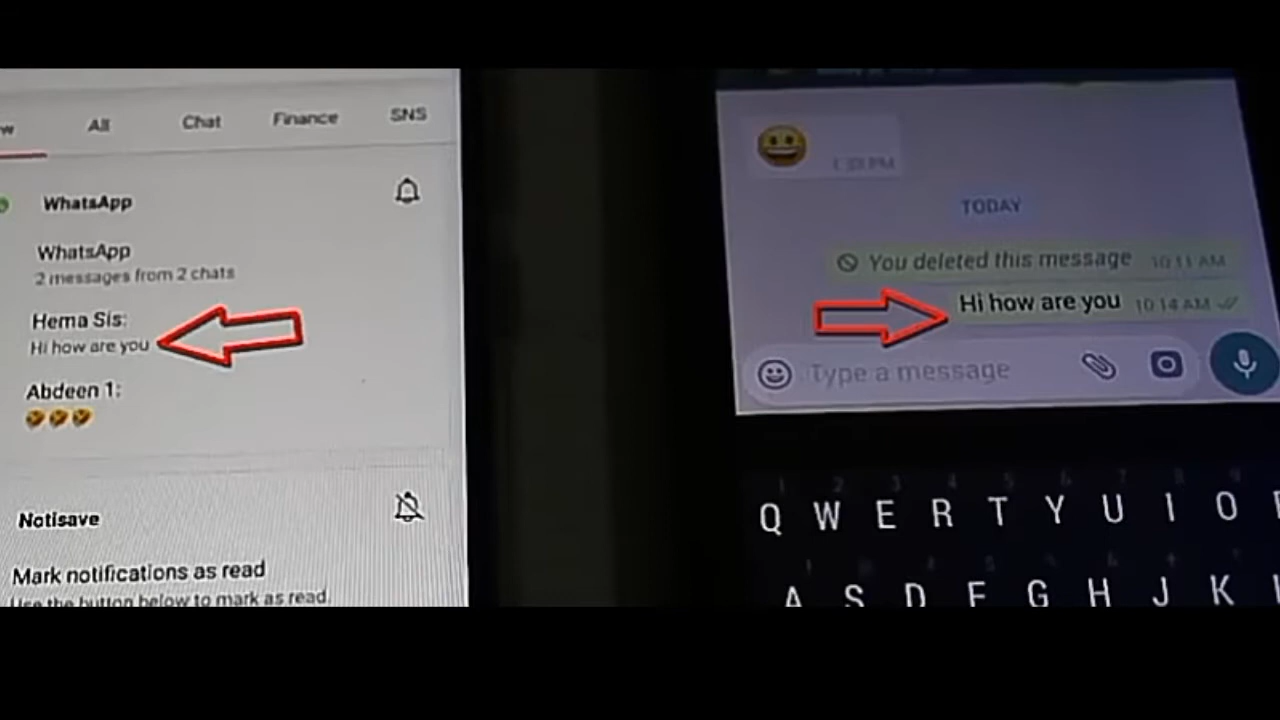 All
Chat
Finance
SNS
WhatsApp
WhatsApp
2 messages from 2 chats
Hema Sis:
Hi how are you
Abdeen 1:
Notisave
Mark notifications as read
Use the button below to mark as read.
TODAY
You deleted this message 10:11 AM
Hi how are you 10:14 AM
Type a message
Q W E R T Y U I O
A S D F G H J K